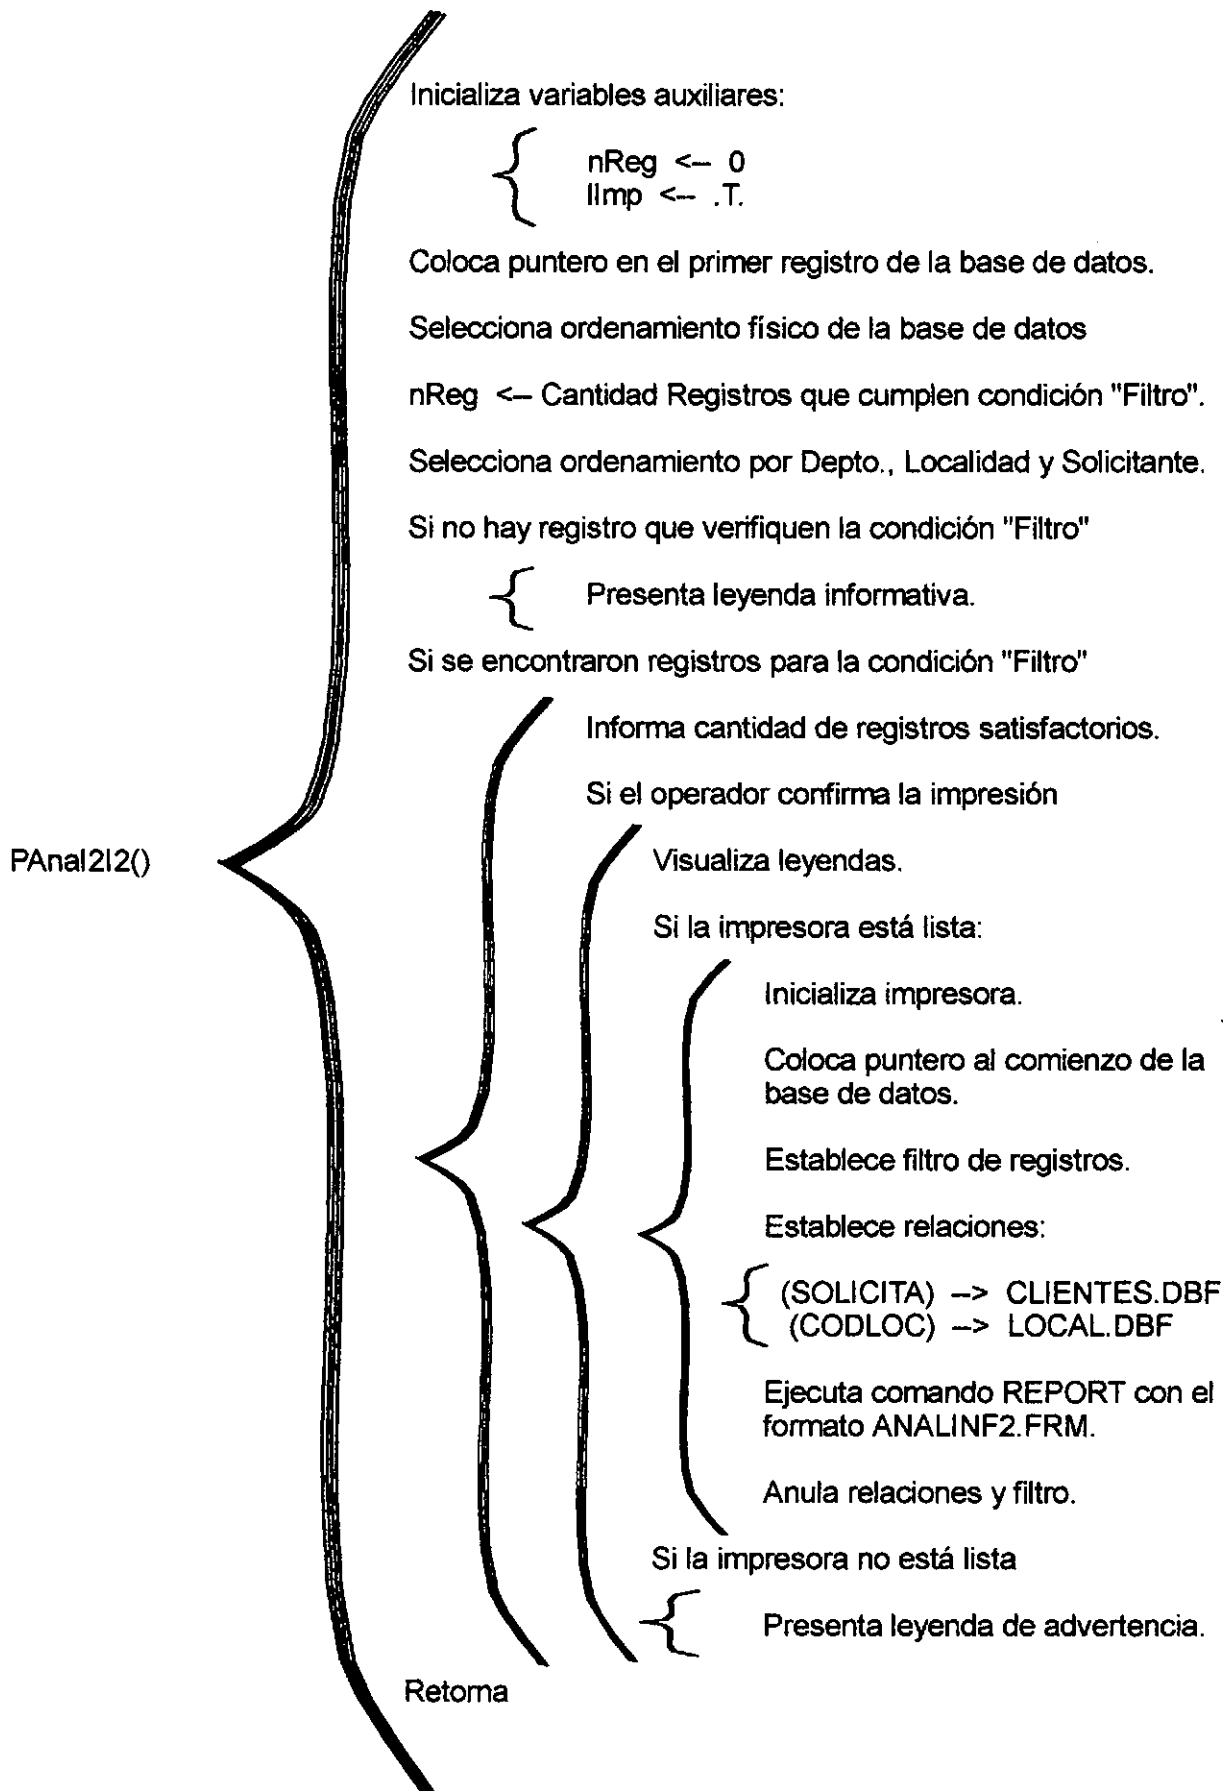 Inicializa variables auxiliares:
nReg <-- 0
lImp <-- .T.
Coloca puntero en el primer registro de la base de datos.
Selecciona ordenamiento físico de la base de datos
nReg <-- Cantidad Registros que cumplen condición "Filtro".
Selecciona ordenamiento por Depto., Localidad y Solicitante.
Si no hay registro que verifiquen la condición "Filtro"
Presenta leyenda informativa.
Si se encontraron registros para la condición "Filtro"
Informa cantidad de registros satisfactorios.
Si el operador confirma la impresión
PAnal2I2()
Visualiza leyendas.
Si la impresora está lista:
Inicializa impresora.
Coloca puntero al comienzo de la
base de datos.
Establece filtro de registros.
Establece relaciones:
(SOLICITA) --> CLIENTES.DBF
(CODLOC) --> LOCAL.DBF
Ejecuta comando REPORT con el
formato ANALINF2.FRM.
Anula relaciones y filtro.
Si la impresora no está lista
Presenta leyenda de advertencia.
Retorna